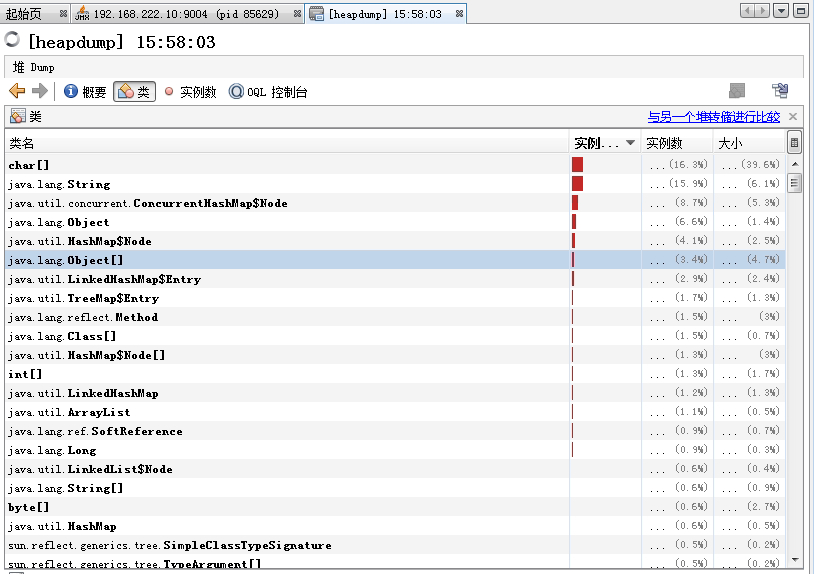 起始页 192.168.222.10:9004 (pid 85629) [heapdump] 15:58:03
[heapdump] 15:58:03
堆 Dump
概要 类 实例数 OQL 控制台
类 与另一个堆转储进行比较
类名 实例... 实例数 大小
char[] ... (16.3%) ... (39.6%)
java.lang.String ... (15.9%) ... (6.1%)
java.util.concurrent.ConcurrentHashMap$Node ... (8.7%) ... (5.3%)
java.lang.Object ... (6.6%) ... (1.4%)
java.util.HashMap$Node ... (4.1%) ... (2.5%)
java.lang.Object[] ... (3.4%) ... (4.7%)
java.util.LinkedHashMap$Entry ... (2.9%) ... (2.4%)
java.util.TreeMap$Entry ... (1.7%) ... (1.3%)
java.lang.reflect.Method ... (1.5%) ... (3%)
java.lang.Class[] ... (1.5%) ... (0.7%)
java.util.HashMap$Node[] ... (1.3%) ... (3%)
int[] ... (1.3%) ... (1.7%)
java.util.LinkedHashMap ... (1.2%) ... (1.3%)
java.util.ArrayList ... (1.1%) ... (0.5%)
java.lang.ref.SoftReference ... (0.9%) ... (0.7%)
java.lang.Long ... (0.9%) ... (0.3%)
java.util.LinkedList$Node ... (0.6%) ... (0.4%)
java.lang.String[] ... (0.6%) ... (0.9%)
byte[] ... (0.6%) ... (2.7%)
java.util.HashMap ... (0.6%) ... (0.5%)
sun.reflect.generics.tree.SimpleClassTypeSignature ... (0.5%) ... (0.2%)
sun.reflect.generics.tree.TypeArgument[] ... (0.5%) ... (0.2%)